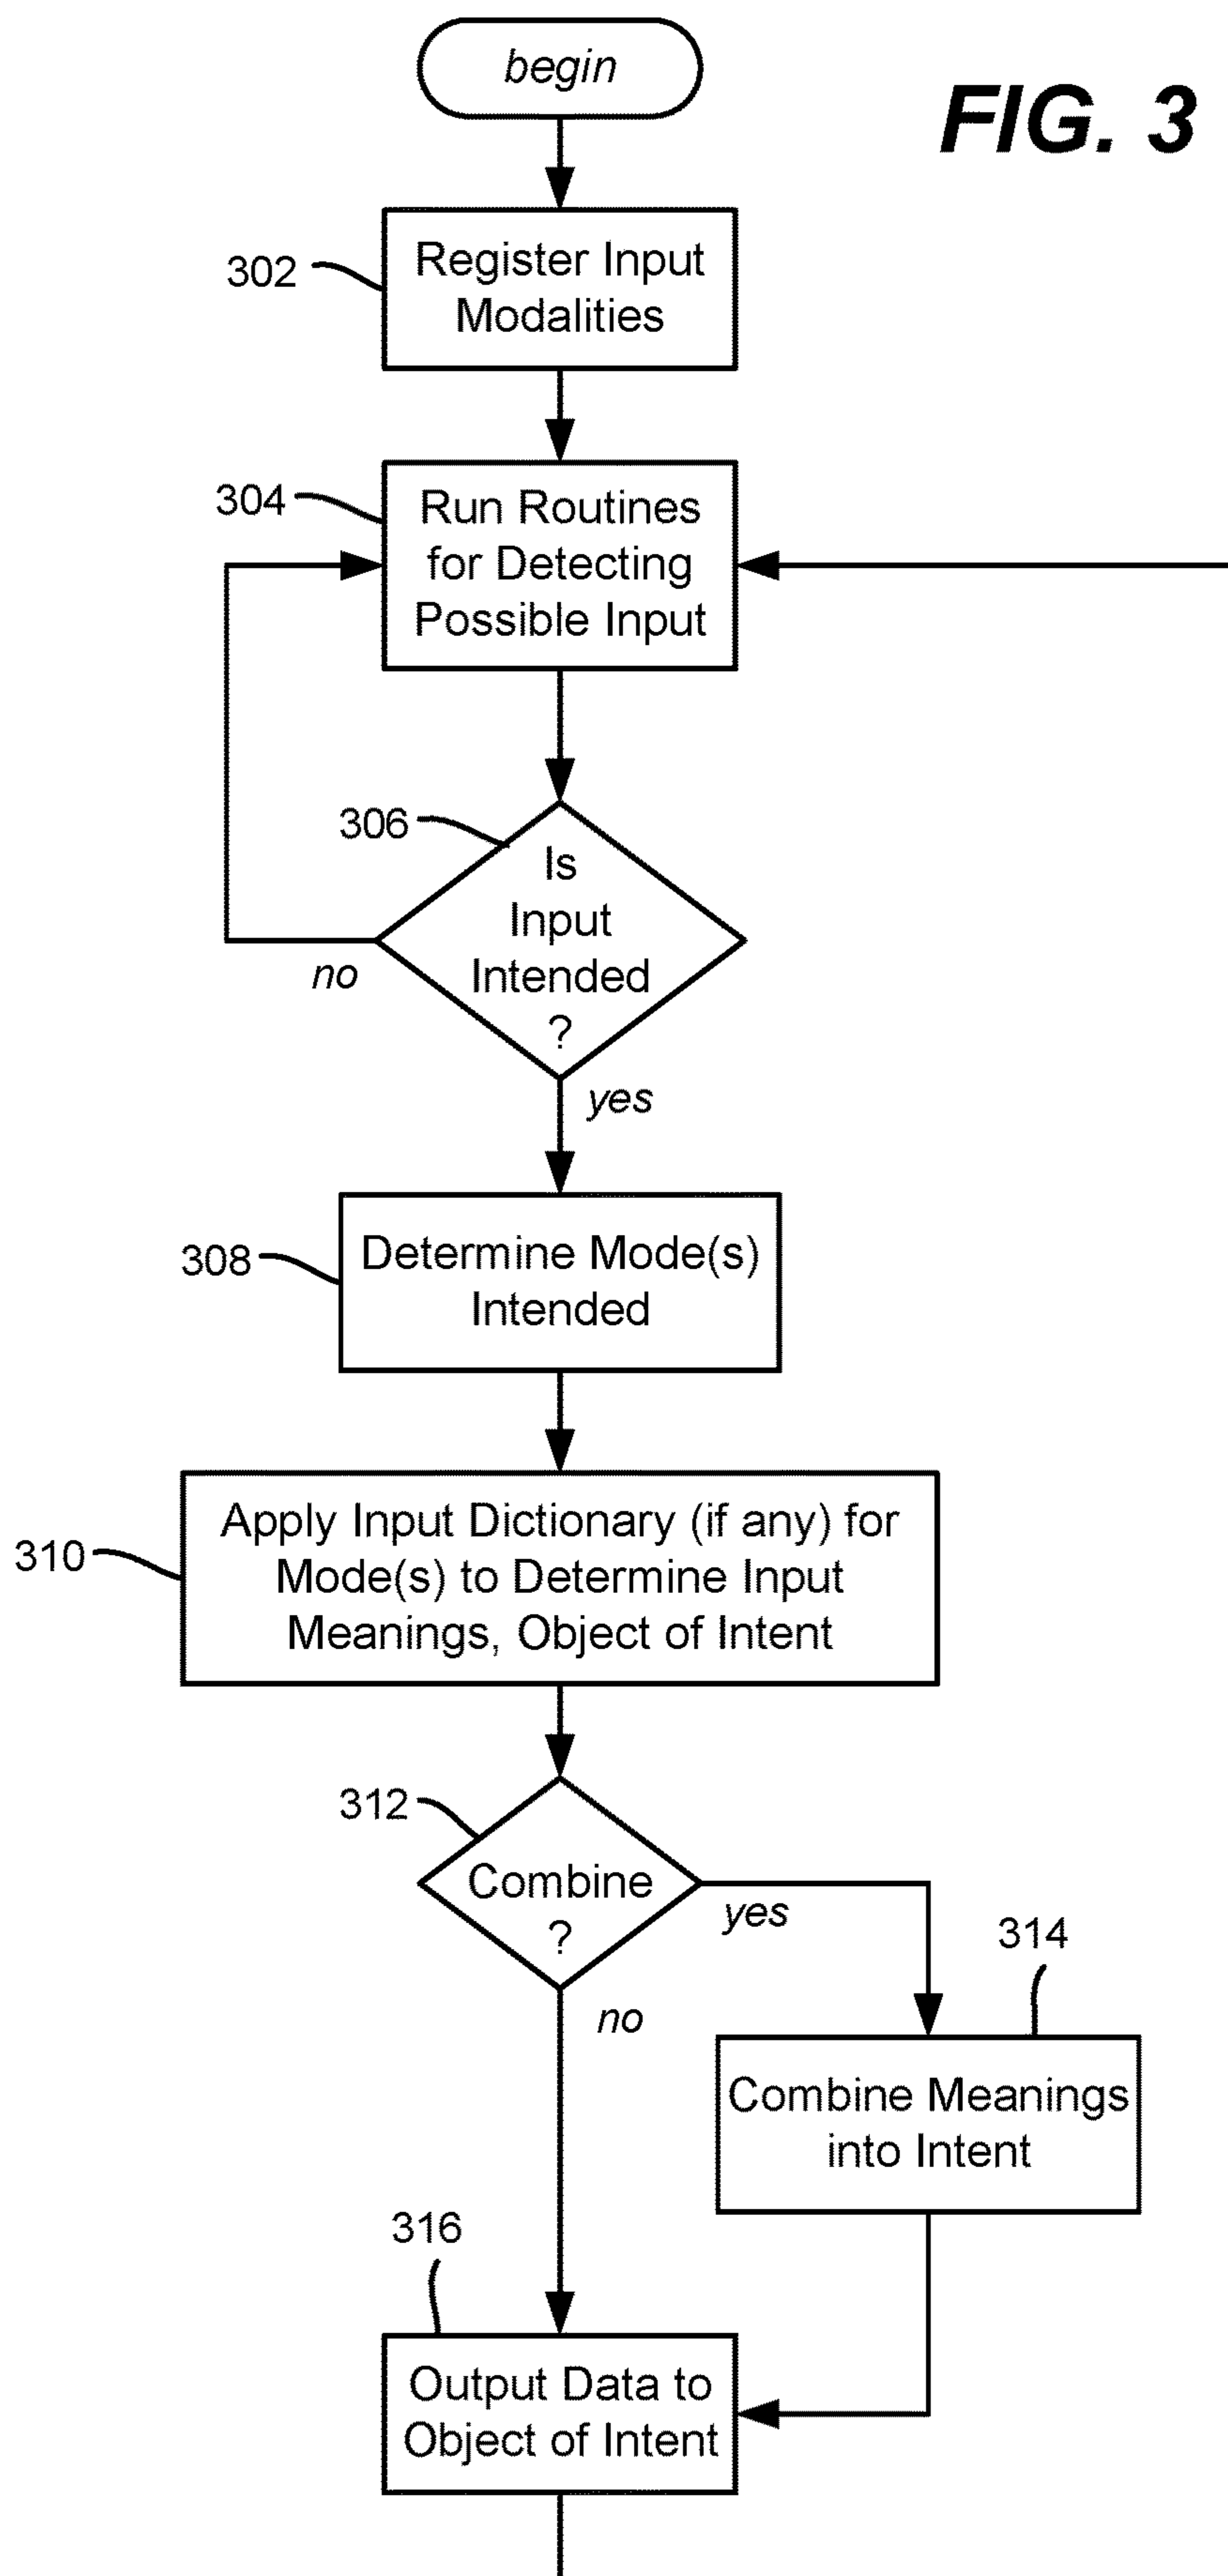 begin
FIG. 3
302
Register Input
Modalities
304
Run Routines
for Detecting
Possible Input
306
Is
Input
Intended
?
no
yes
308
Determine Mode(s)
Intended
310
Apply Input Dictionary (if any) for
Mode(s) to Determine Input
Meanings, Object of Intent
312
Combine
?
yes
no
314
Combine Meanings
into Intent
316
Output Data to
Object of Intent